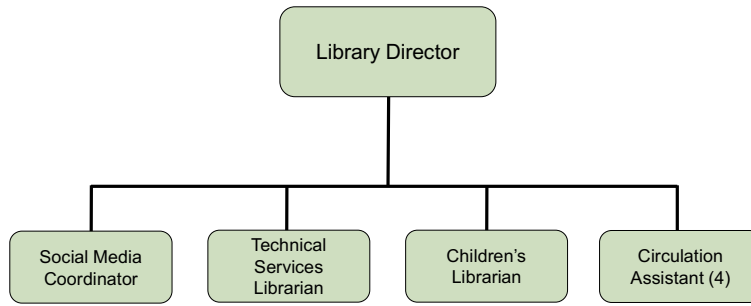 Library Director
Social Media
Coordinator
Technical
Services
Librarian
Children’s
Librarian
Circulation
Assistant (4)